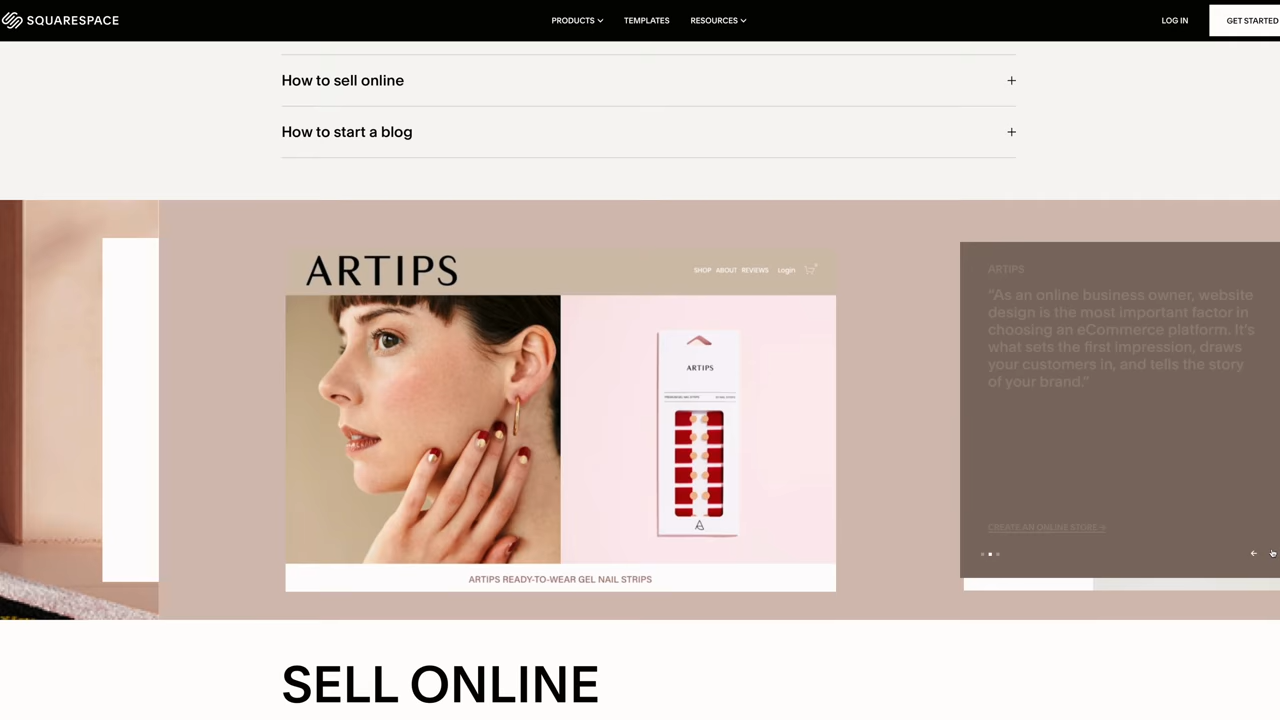 SQUARESPACE
PRODUCTS
TEMPLATES
RESOURCES
LOG IN
GET STARTED
How to sell online
How to start a blog
ARTIPS
SHOP ABOUT REVIEWS Login
ARTIPS
ARTIPS READY-TO-WEAR GEL NAIL STRIPS
ARTIPS
“As an online business owner, website
design is the most important factor in
choosing an eCommerce platform. It's
what sets the first impression, draws
your customers in, and tells the story
of your brand.”
CREATE AN ONLINE STORE →
SELL ONLINE